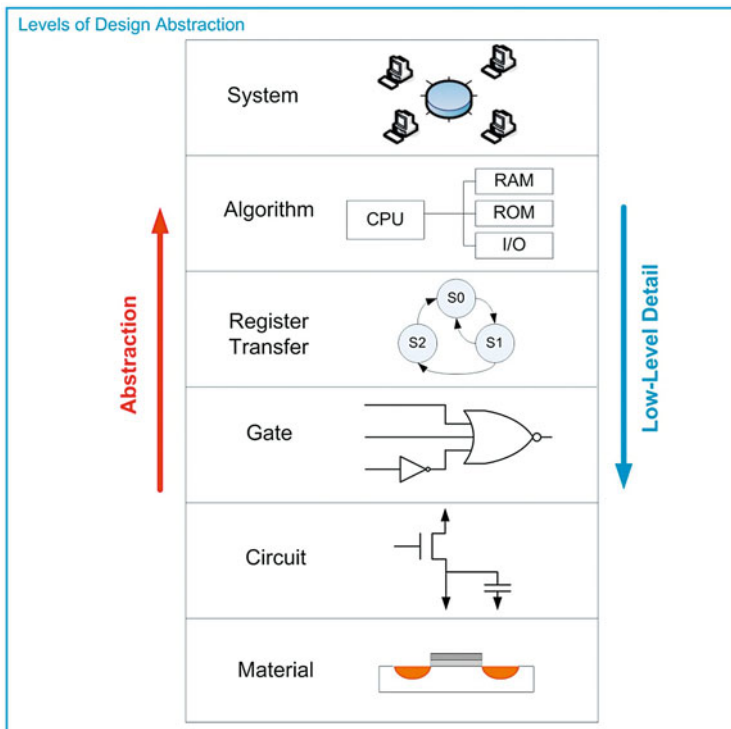 Levels of Design Abstraction
System
Algorithm
CPU
RAM
ROM
I/O
Register
Transfer
S0
S2
S1
Gate
Circuit
Material
Abstraction
Low-Level Detail